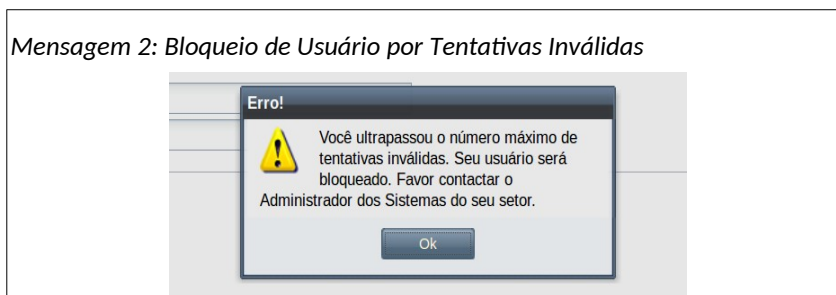 Mensagem 2: Bloqueio de Usuário por Tentativas Inválidas
Erro!
Você ultrapassou o número máximo de
tentativas inválidas. Seu usuário será
bloqueado. Favor contactar o
Administrador dos Sistemas do seu setor.
Ok